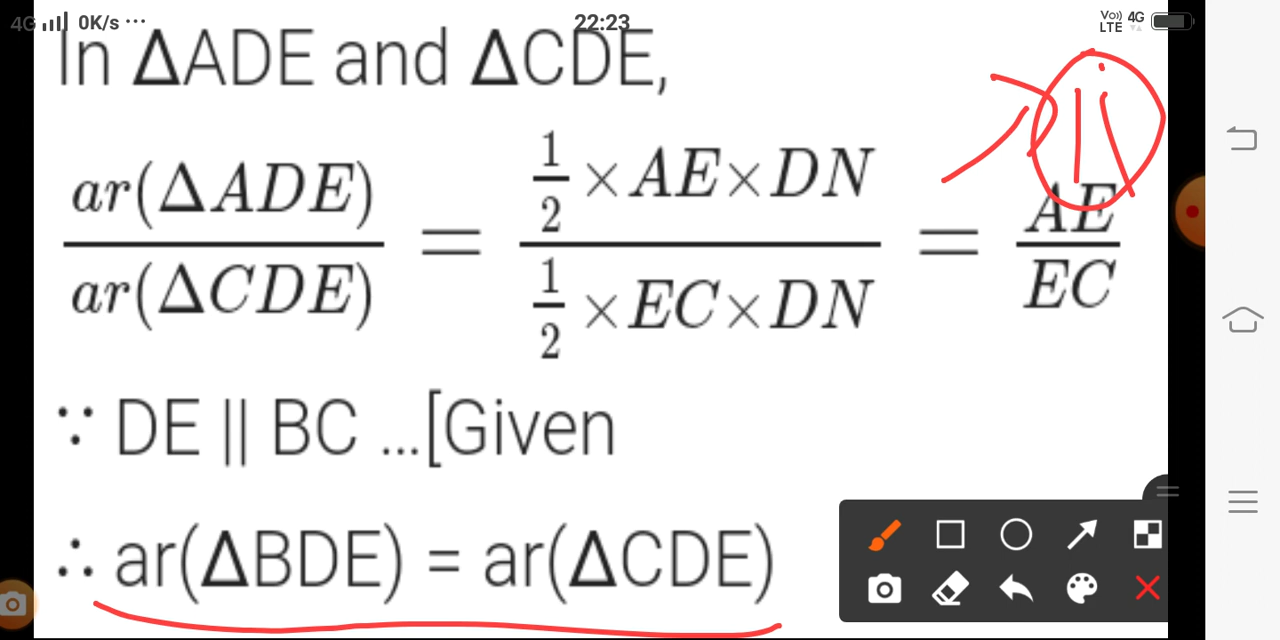 4G 0K/s ... 22:23 Vo)) LTE 4G
In ΔADE and ΔCDE,
ar(ΔADE) / ar(ΔCDE) = 1/2 × AE × DN / 1/2 × EC × DN = AE / EC
∵ DE || BC ...[Given
∴ ar(ΔBDE) = ar(ΔCDE)